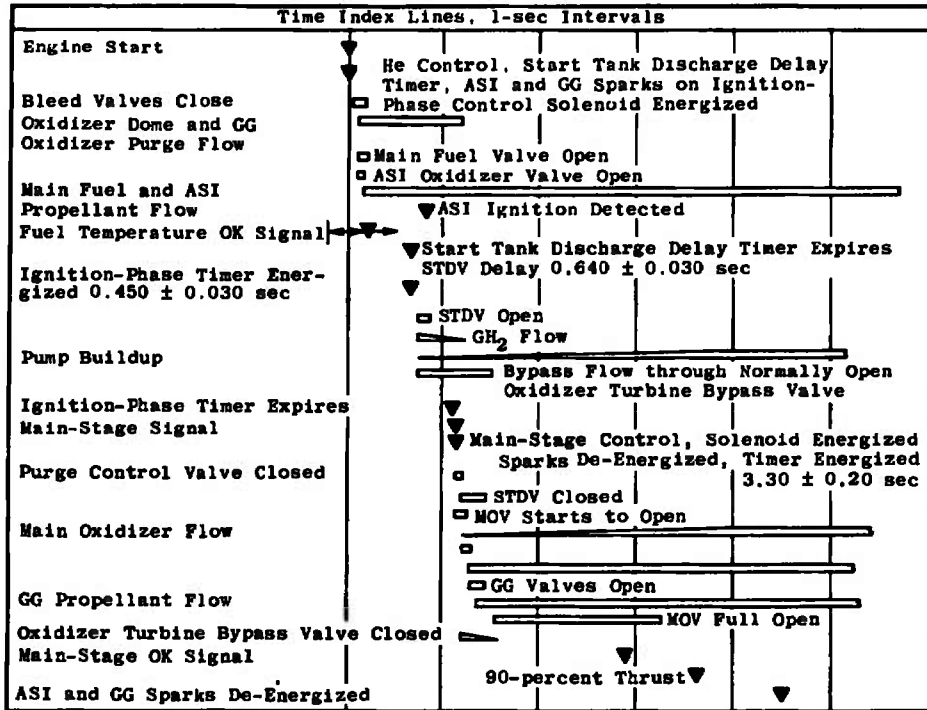 Time Index Lines, 1-sec Intervals
Engine Start
He Control, Start Tank Discharge Delay
Timer, ASI and GG Sparks on Ignition-
Phase Control Solenoid Energized
Bleed Valves Close
Oxidizer Dome and GG
Oxidizer Purge Flow
Main Fuel Valve Open
ASI Oxidizer Valve Open
Main Fuel and ASI
Propellant Flow
ASI Ignition Detected
Fuel Temperature OK Signal
Start Tank Discharge Delay Timer Expires
STDV Delay 0.640 ± 0.030 sec
Ignition-Phase Timer Ener-
gized 0.450 ± 0.030 sec
STDV Open
GH2 Flow
Pump Buildup
Bypass Flow through Normally Open
Oxidizer Turbine Bypass Valve
Ignition-Phase Timer Expires
Main-Stage Signal
Main-Stage Control, Solenoid Energized
Sparks De-Energized, Timer Energized
3.30 ± 0.20 sec
Purge Control Valve Closed
STDV Closed
MOV Starts to Open
Main Oxidizer Flow
GG Valves Open
GG Propellant Flow
MOV Full Open
Oxidizer Turbine Bypass Valve Closed
Main-Stage OK Signal
90-percent Thrust
ASI and GG Sparks De-Energized